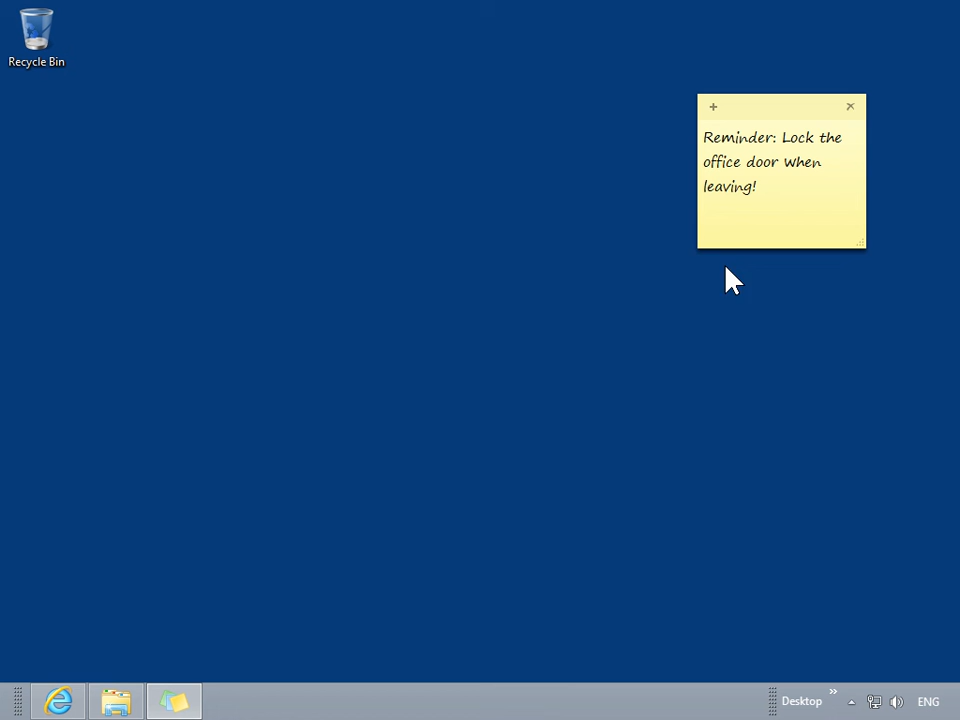 Recycle Bin
Reminder: Lock the
office door when
leaving!
Desktop
ENG